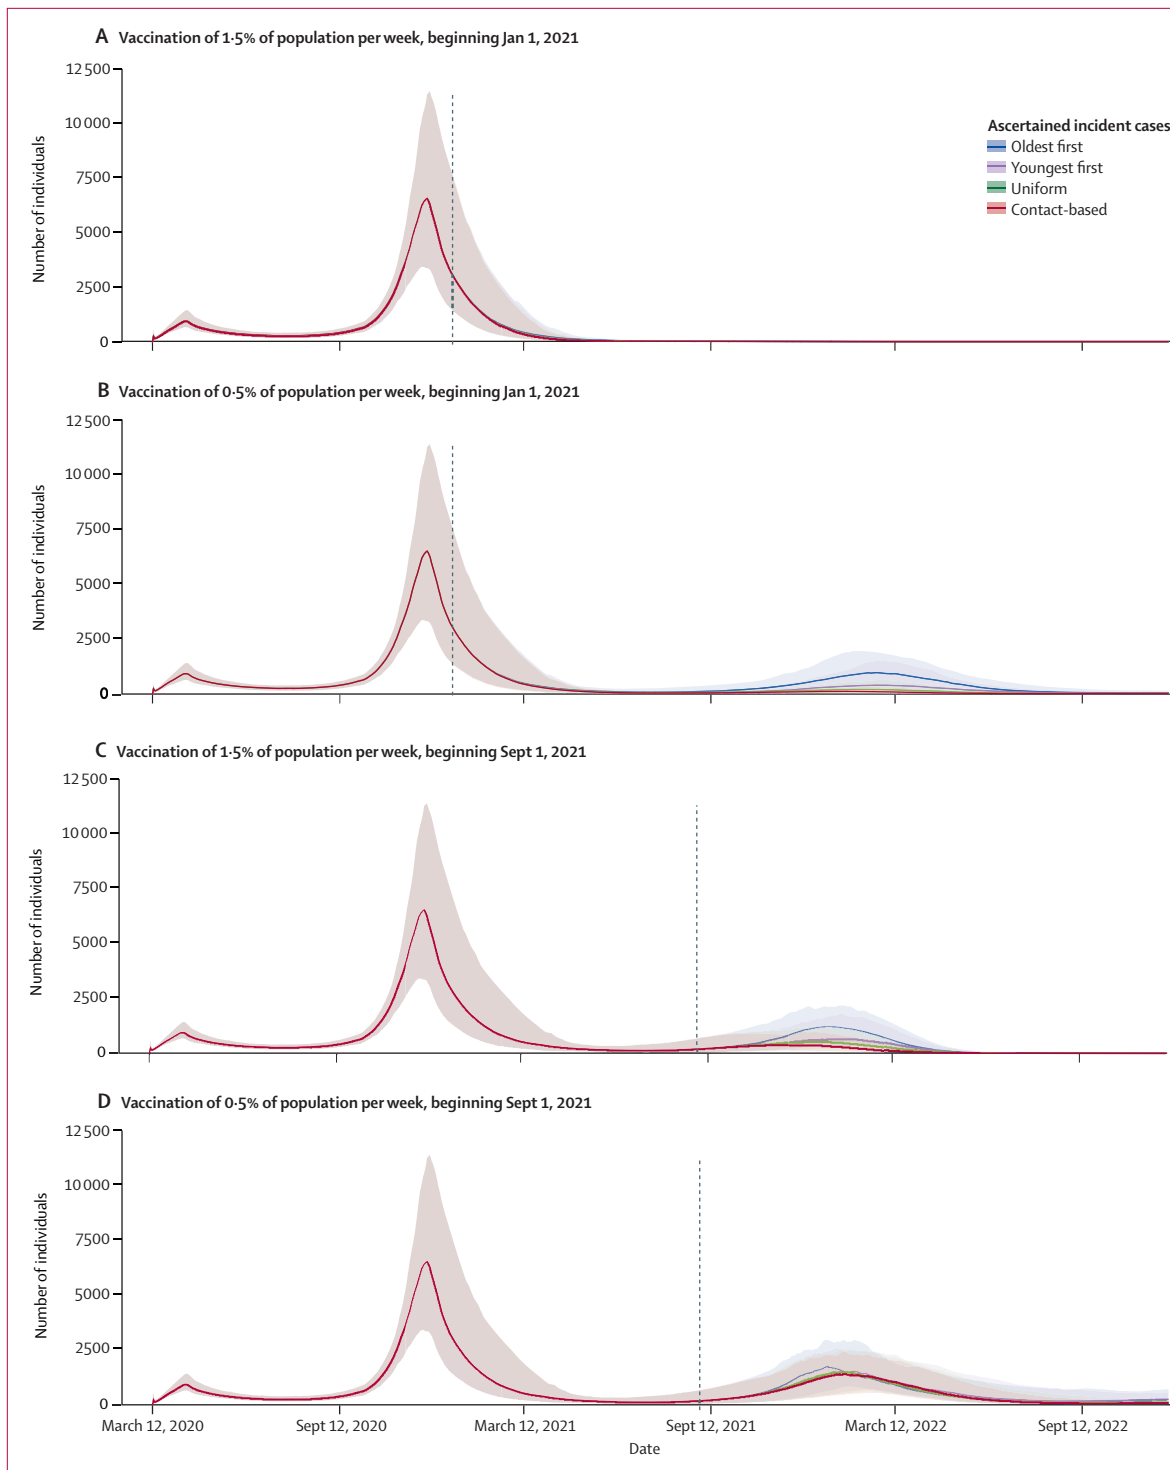 A Vaccination of 1·5% of population per week, beginning Jan 1, 2021
12 500
10 000
7500
5000
2500
0
Number of individuals
Ascertained incident cases
Oldest first
Youngest first
Uniform
Contact-based
B Vaccination of 0·5% of population per week, beginning Jan 1, 2021
12 500
10 000
7500
5000
2500
0
Number of individuals
C Vaccination of 1·5% of population per week, beginning Sept 1, 2021
12 500
10 000
7500
5000
2500
0
Number of individuals
D Vaccination of 0·5% of population per week, beginning Sept 1, 2021
12 500
10 000
7500
5000
2500
0
Number of individuals
March 12, 2020 Sept 12, 2020 March 12, 2021 Sept 12, 2021 March 12, 2022 Sept 12, 2022
Date